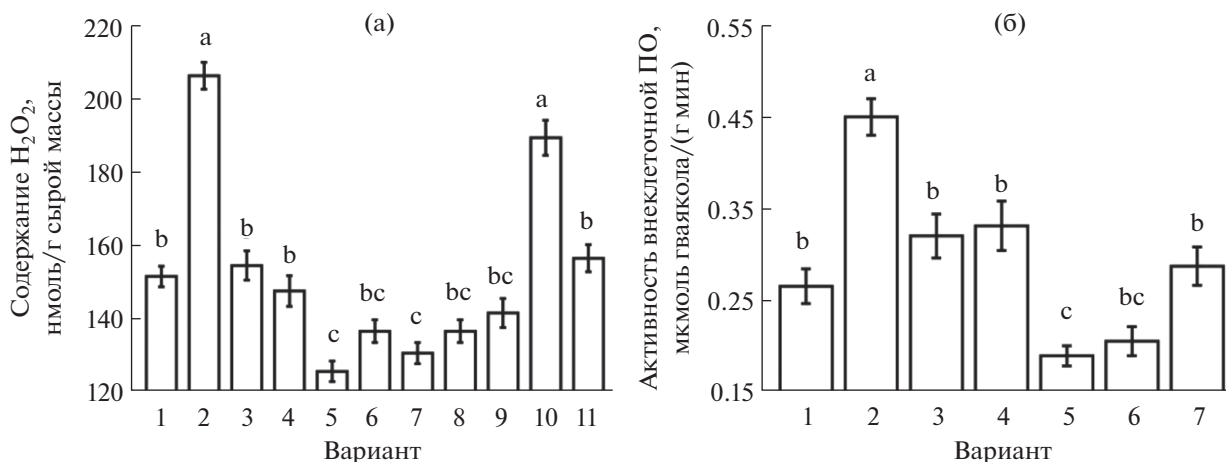 (а)
Содержание H₂O₂,
нмоль/г сырой массы
220
200
180
160
140
120
b
a
b
b
c
bc
c
bc
bc
a
b
1 2 3 4 5 6 7 8 9 10 11
Вариант
(б)
Активность внеклеточной ПО,
мкмоль гваякола/(г мин)
0.55
0.45
0.35
0.25
0.15
b
a
b
b
c
bc
b
1 2 3 4 5 6 7
Вариант